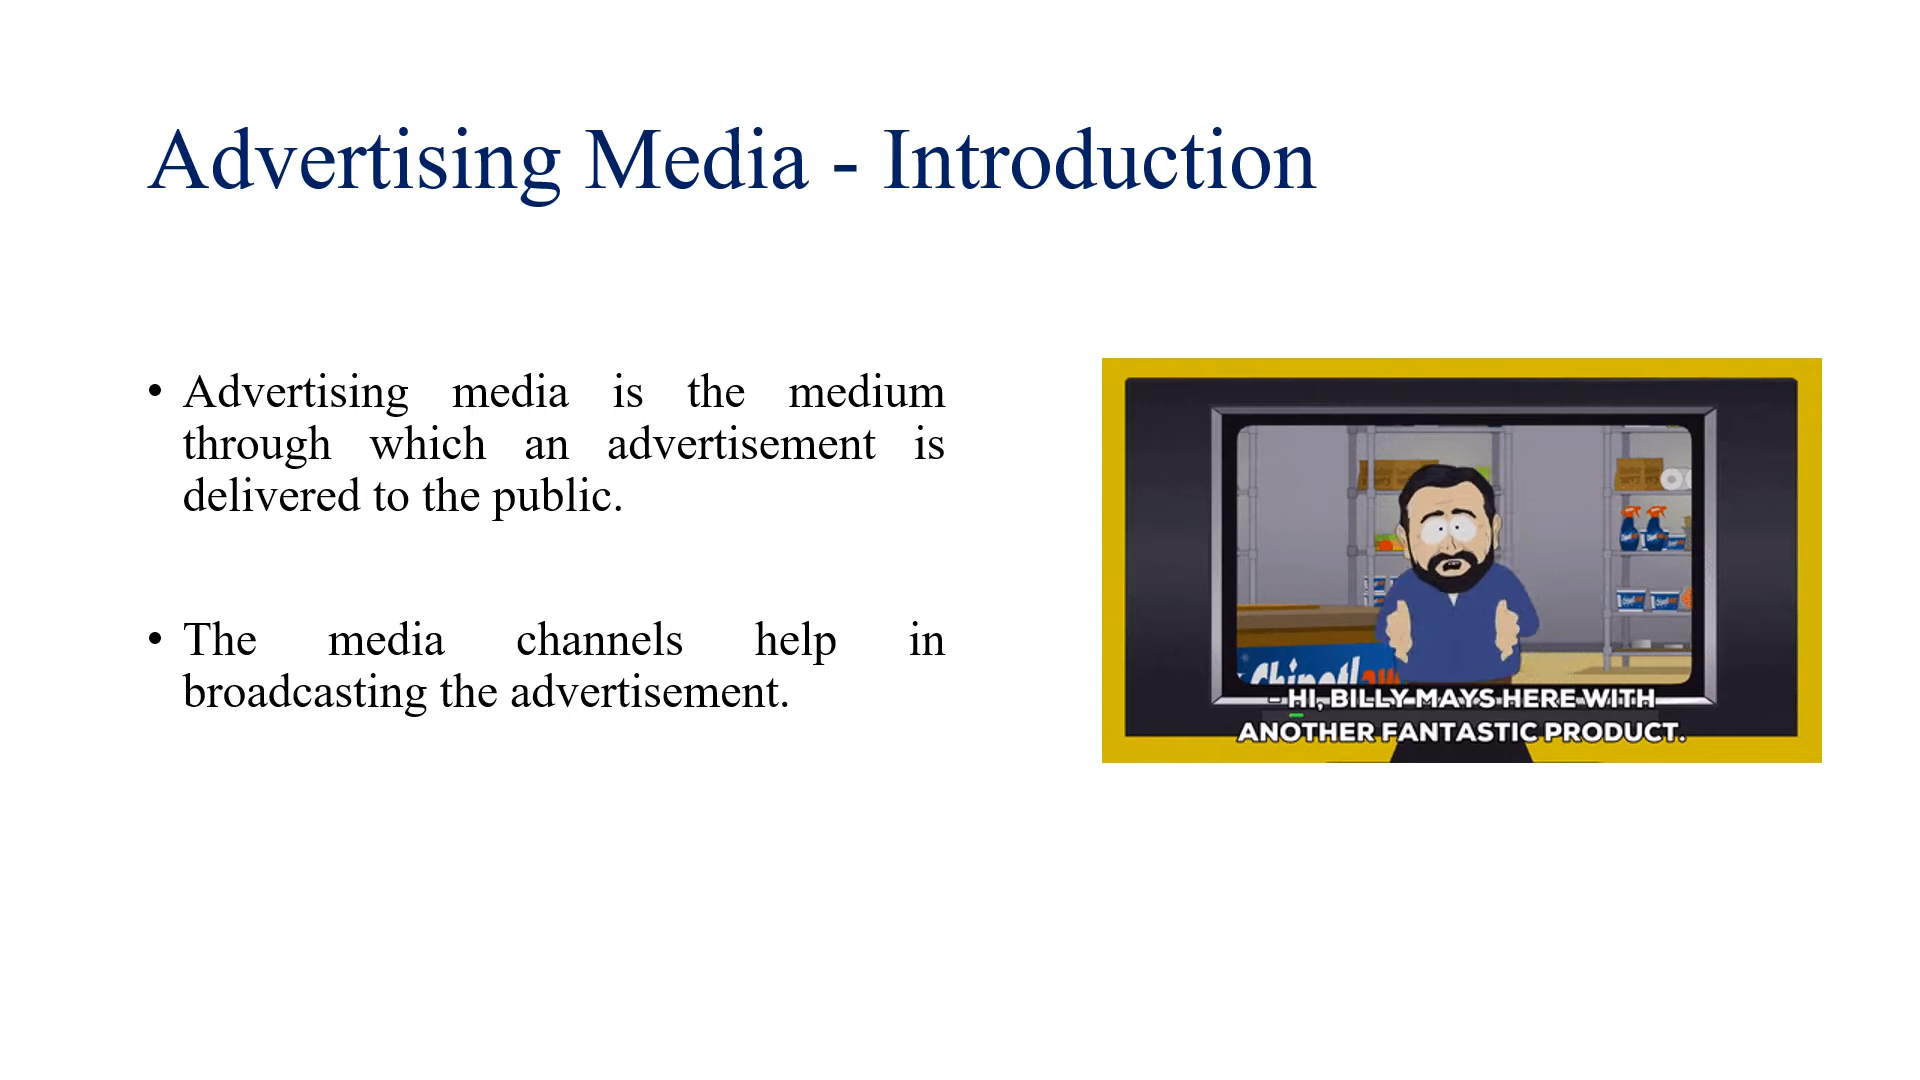 Advertising Media - Introduction
• Advertising media is the medium
through which an advertisement is
delivered to the public.
• The media channels help in
broadcasting the advertisement.
- HI, BILLY MAYS HERE WITH
ANOTHER FANTASTIC PRODUCT.